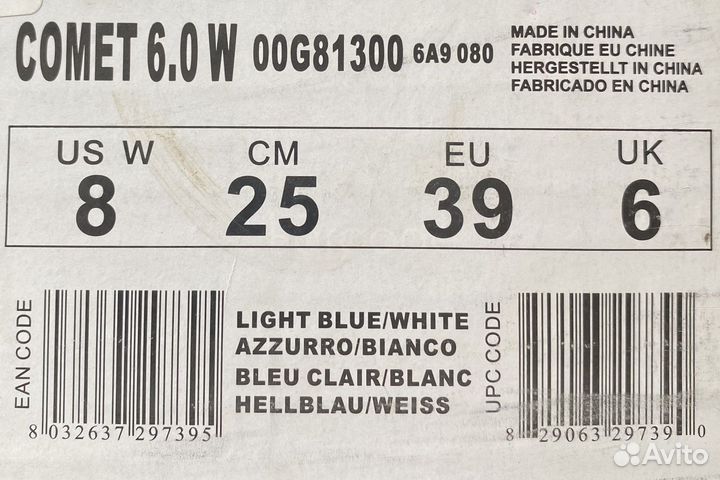 COMET 6.0 W 00G81300 6A9 080
MADE IN CHINA
FABRIQUE EU CHINE
HERGESTELLT IN CHINA
FABRICADO EN CHINA
US W CM EU UK
8 25 39 6
EAN CODE
8 032637 297395
LIGHT BLUE/WHITE
AZZURRO/BIANCO
BLEU CLAIR/BLANC
HELLBLAU/WEISS
UPC CODE
8 29063 29739 0
Avito